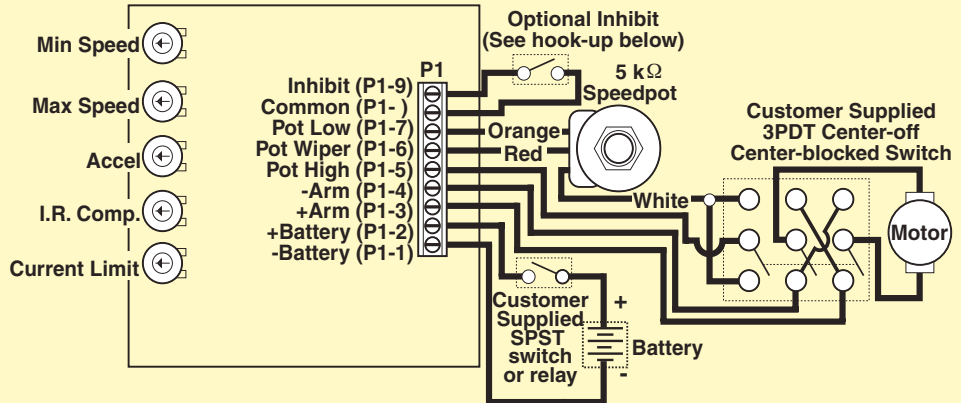 Min Speed
Max Speed
Accel
I.R. Comp.
Current Limit
P1
Inhibit (P1-9)
Common (P1- )
Pot Low (P1-7)
Pot Wiper (P1-6)
Pot High (P1-5)
-Arm (P1-4)
+Arm (P1-3)
+Battery (P1-2)
-Battery (P1-1)
Optional Inhibit
(See hook-up below)
5 kΩ
Speedpot
Orange
Red
White
Customer Supplied
3PDT Center-off
Center-blocked Switch
Motor
Customer
Supplied
SPST
switch
or relay
+
Battery
-